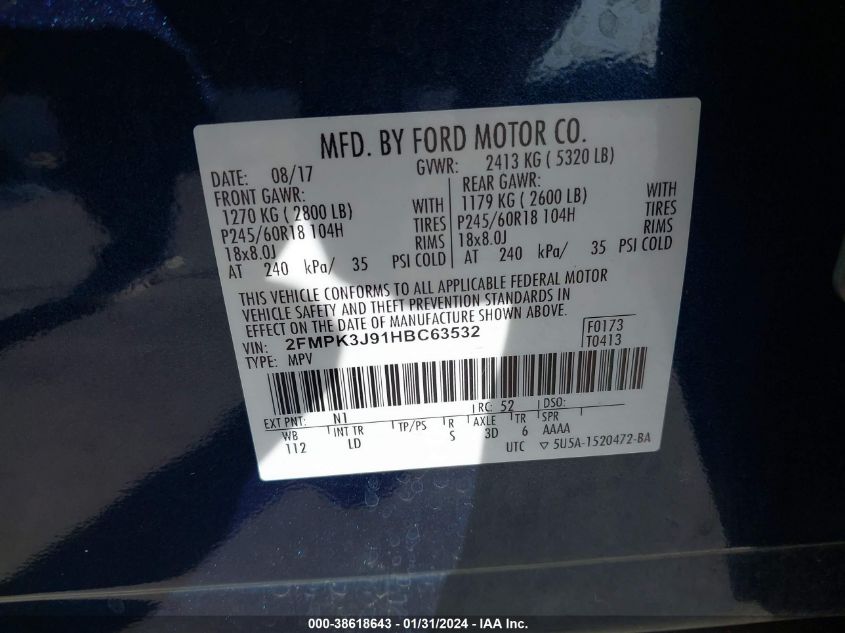 MFD. BY FORD MOTOR CO.
DATE: 08/17 GVWR: 2413 KG ( 5320 LB)
FRONT GAWR: REAR GAWR:
1270 KG ( 2800 LB) WITH 1179 KG ( 2600 LB) WITH
P245/60R18 104H TIRES P245/60R18 104H TIRES
18x8.0J RIMS 18x8.0J RIMS
AT 240 kPa/ 35 PSI COLD AT 240 kPa/ 35 PSI COLD
THIS VEHICLE CONFORMS TO ALL APPLICABLE FEDERAL MOTOR
VEHICLE SAFETY AND THEFT PREVENTION STANDARDS IN
EFFECT ON THE DATE OF MANUFACTURE SHOWN ABOVE.
VIN: 2FMPK3J91HBC63532 F0173
TYPE: MPV T0413
EXT PNT: N1 RC: 52 DSO:
WB INT TR TP/PS R AXLE TR SPR
112 LD S 3D 6 AAAA
UTC ▽ 5U5A-1520472-BA
000-38618643 - 01/31/2024 - IAA Inc.